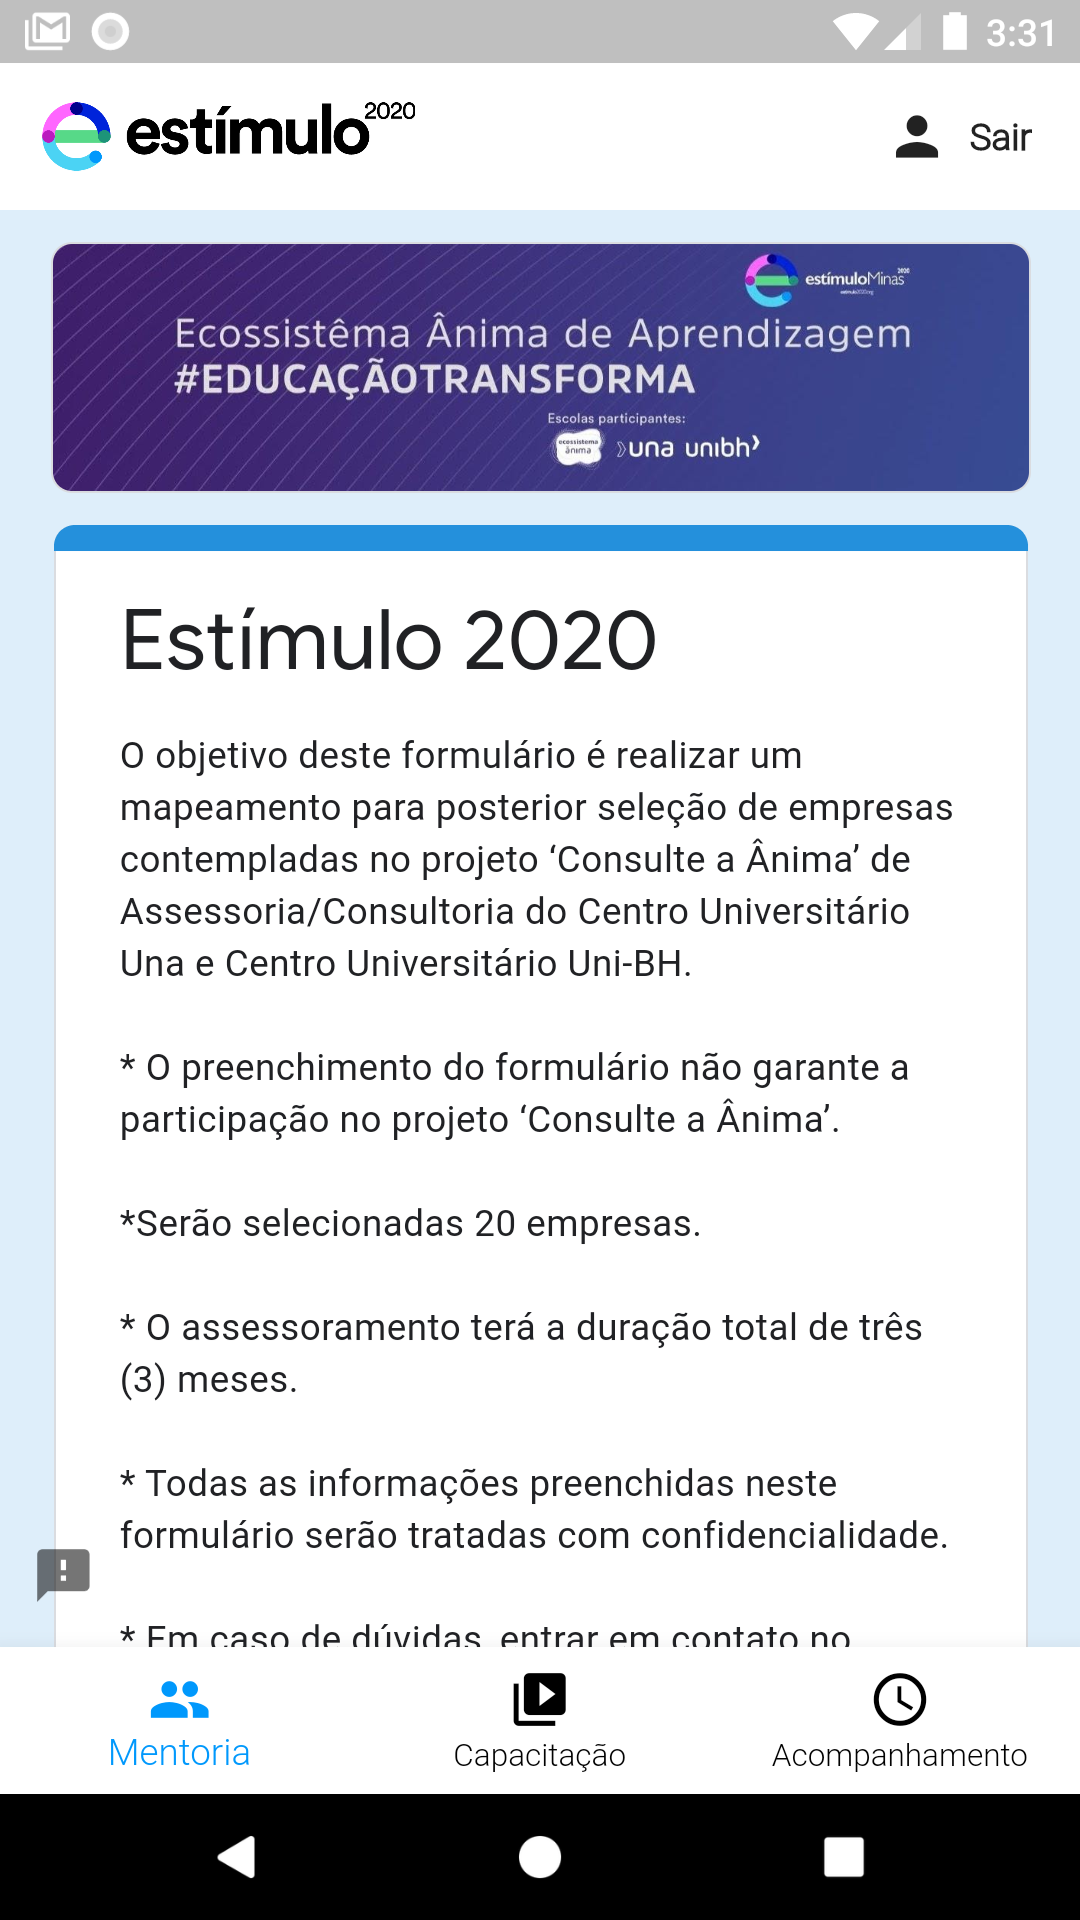 3:31
estímulo2020
Sair
estímuloMinas2020
estimulo2020.org
Ecossistêma Ânima de Aprendizagem
#EDUCAÇÃOTRANSFORMA
Escolas participantes:
ecossistema
ânima
una unibh
Estímulo 2020
O objetivo deste formulário é realizar um
mapeamento para posterior seleção de empresas
contempladas no projeto ‘Consulte a Ânima’ de
Assessoria/Consultoria do Centro Universitário
Una e Centro Universitário Uni-BH.
* O preenchimento do formulário não garante a
participação no projeto ‘Consulte a Ânima’.
*Serão selecionadas 20 empresas.
* O assessoramento terá a duração total de três
(3) meses.
* Todas as informações preenchidas neste
formulário serão tratadas com confidencialidade.
* Em caso de dúvidas, entrar em contato no
Mentoria
Capacitação
Acompanhamento